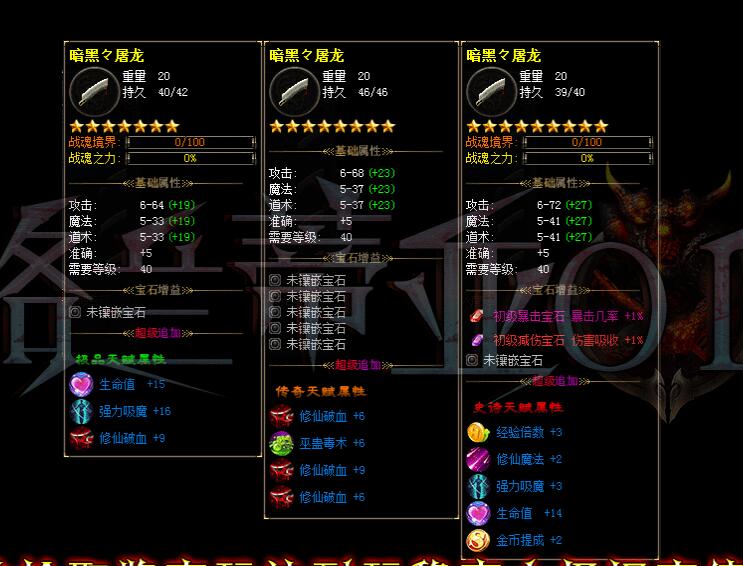 暗黑々屠龙
重量 20
持久 40/42
战魂境界: 0/100
战魂之力: 0%
基础属性
攻击: 6-64 (+19)
魔法: 5-33 (+19)
道术: 5-33 (+19)
准确: +5
需要等级: 40
宝石增益
未镶嵌宝石
超级追加
极品天赋属性
生命值 +15
强力吸魔 +16
修仙破血 +9
暗黑々屠龙
重量 20
持久 46/46
基础属性
攻击: 6-68 (+23)
魔法: 5-37 (+23)
道术: 5-37 (+23)
准确: +5
需要等级: 40
宝石增益
未镶嵌宝石
未镶嵌宝石
未镶嵌宝石
未镶嵌宝石
未镶嵌宝石
超级追加
传奇天赋属性
修仙破血 +6
巫蛊毒术 +6
修仙破血 +9
修仙破血 +6
暗黑々屠龙
重量 20
持久 39/40
战魂境界: 0/100
战魂之力: 0%
基础属性
攻击: 6-72 (+27)
魔法: 5-41 (+27)
道术: 5-41 (+27)
准确: +5
需要等级: 40
宝石增益
初级暴击宝石 暴击几率 +1%
初级减伤宝石 伤害吸收 +1%
未镶嵌宝石
超级追加
史诗天赋属性
经验倍数 +3
修仙魔法 +2
强力吸魔 +3
生命值 +14
金币提成 +2